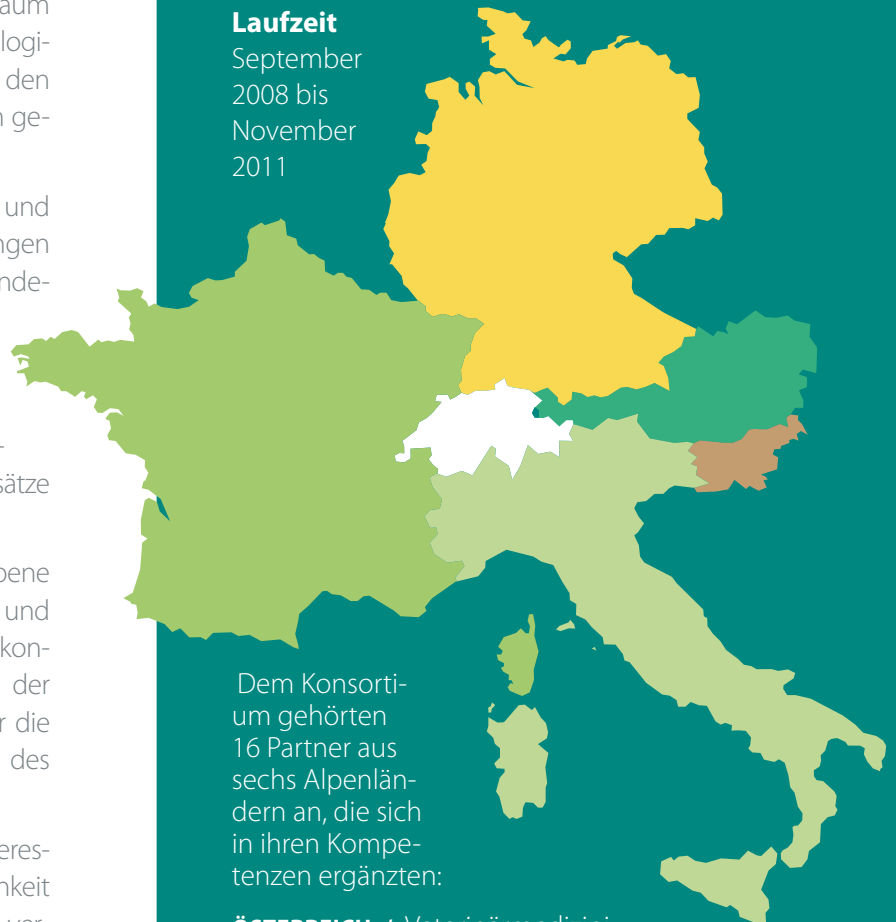 aum
logi-
den
ge-
und
ngen
nde-
-
sätze
bene
und
kon-
der
r die
des
eres-
hkeit
Laufzeit
September
2008 bis
November
2011
Dem Konsorti-
um gehörten
16 Partner aus
sechs Alpenlän-
dern an, die sich
in ihren Kompe-
tenzen ergänzten: